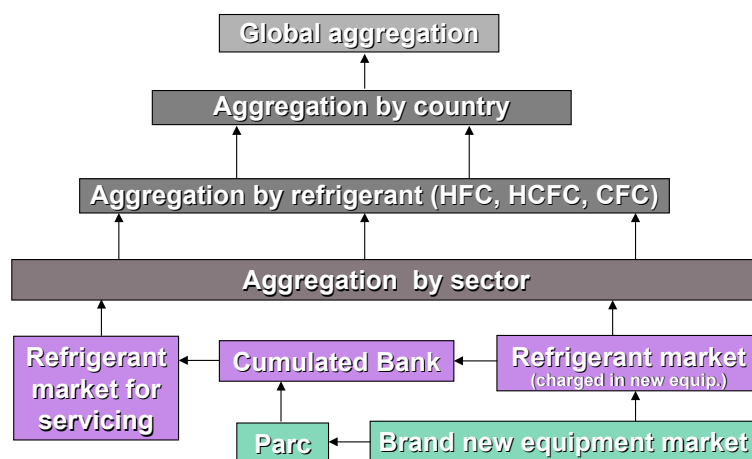 Global aggregation
Aggregation by country
Aggregation by refrigerant (HFC, HCFC, CFC)
Aggregation by sector
Refrigerant
market for
servicing
Cumulated Bank
Refrigerant market
(charged in new equip.)
Parc
Brand new equipment market